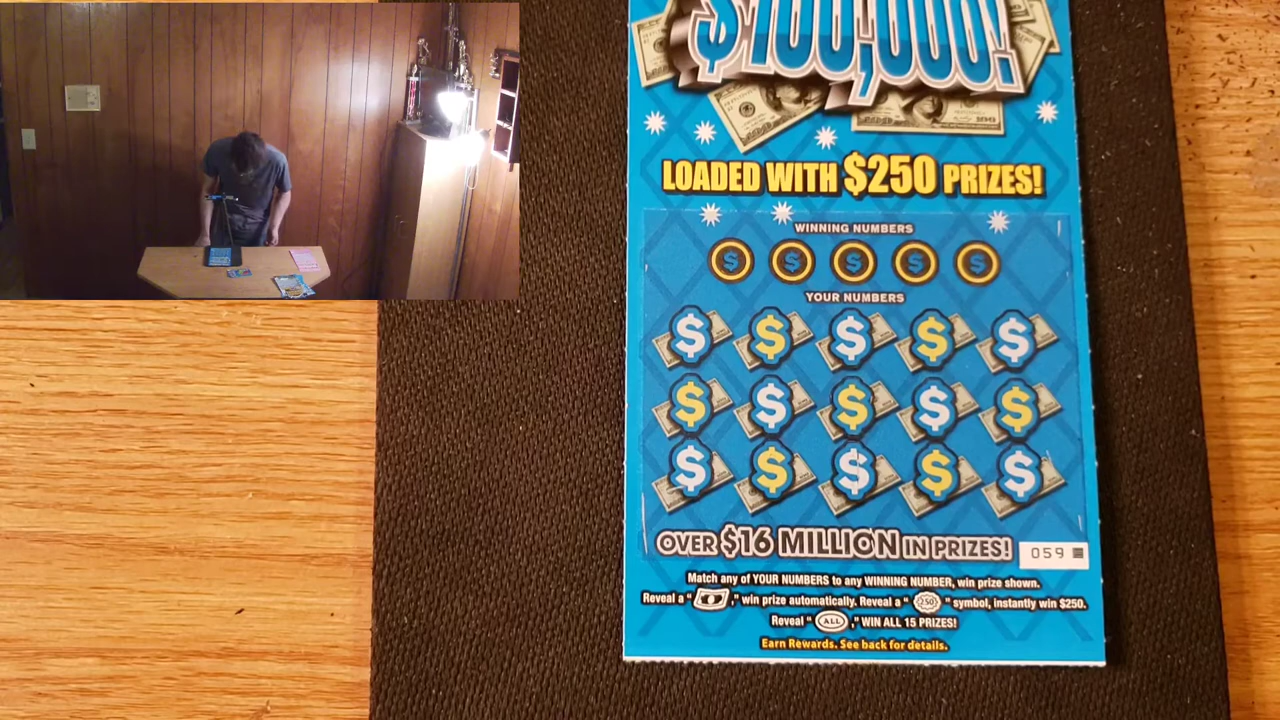 $100,000!
LOADED WITH $250 PRIZES!
WINNING NUMBERS
$ $ $ $ $
YOUR NUMBERS
$ $ $ $ $
$ $ $ $ $
$ $ $ $ $
OVER $16 MILLION IN PRIZES!
059
Match any of YOUR NUMBERS to any WINNING NUMBER, win prize shown.
Reveal a " ," win prize automatically. Reveal a " 250 " symbol, instantly win $250.
Reveal " ALL ," WIN ALL 15 PRIZES!
Earn Rewards. See back for details.